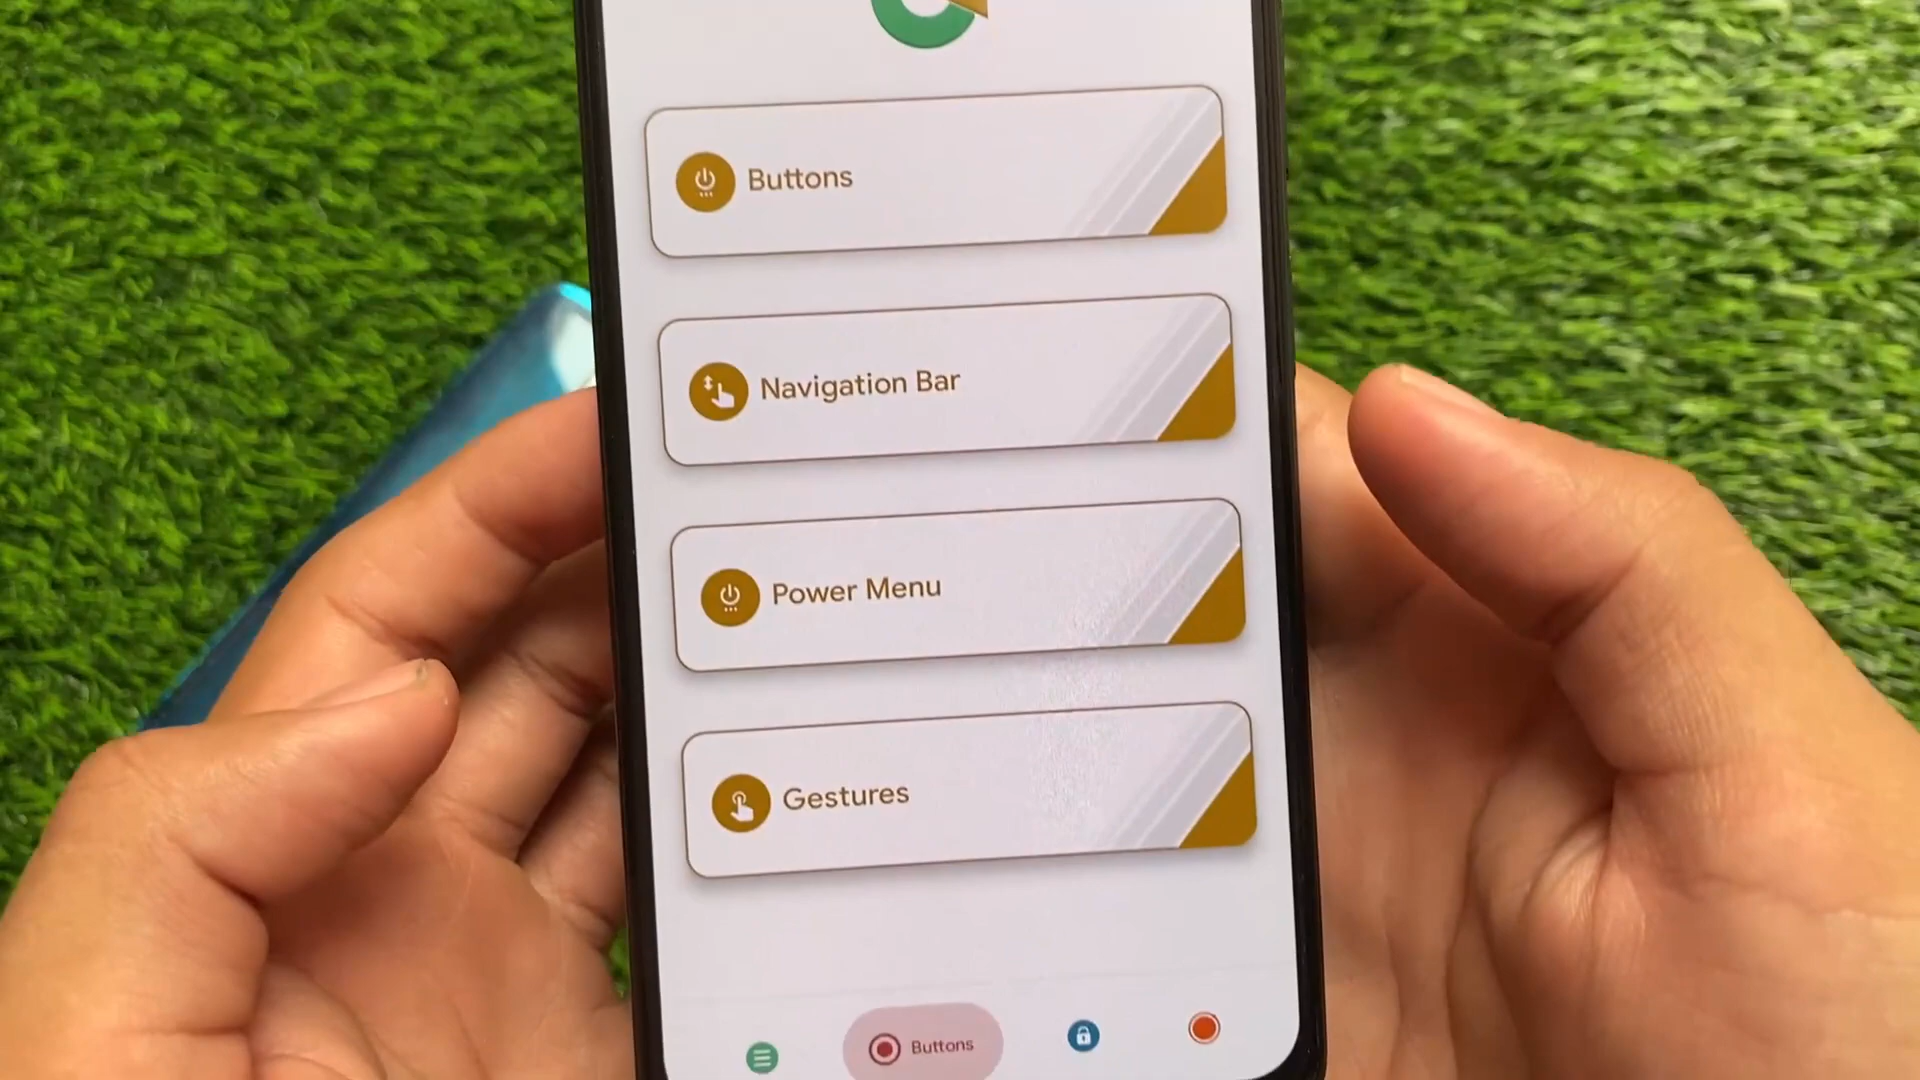 Buttons
Navigation Bar
Power Menu
Gestures
Buttons